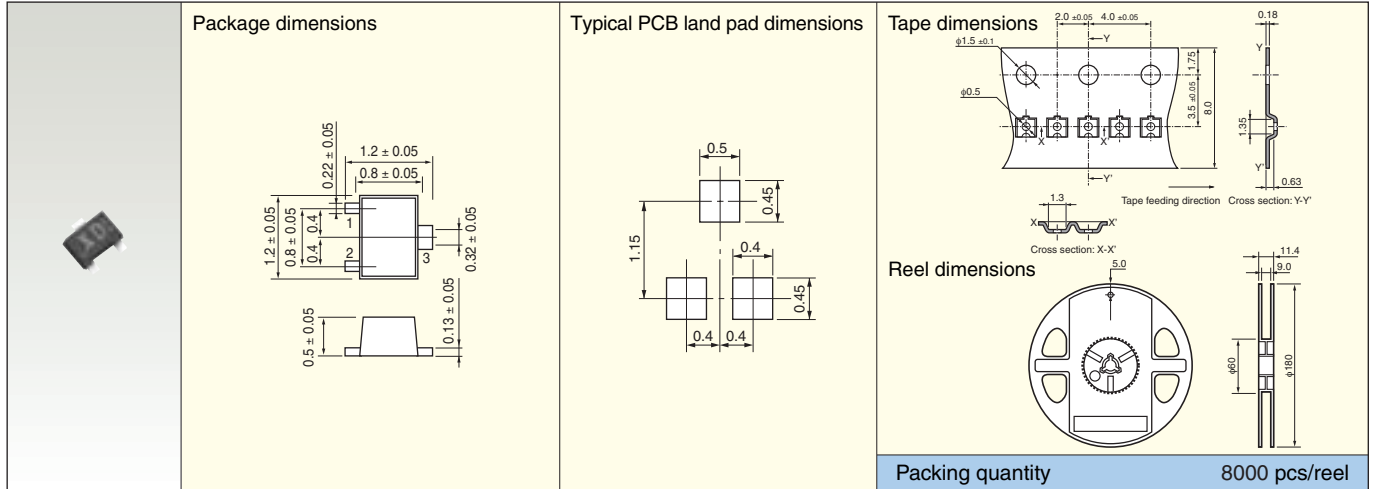 Package dimensions
0.22 ± 0.05
1.2 ± 0.05
0.8 ± 0.05
1.2 ± 0.05
0.8 ± 0.05
0.4
0.4
1
2
3
0.32 ± 0.05
0.5 ± 0.05
0.13 ± 0.05
Typical PCB land pad dimensions
0.5
0.45
1.15
0.4
0.45
0.4
0.4
Tape dimensions
2.0 ±0.05
4.0 ±0.05
0.18
φ1.5 ±0.1
Y
Y
1.75
φ0.5
3.5 ±0.05
8.0
1.35
X
X'
Y'
Y'
0.63
Tape feeding direction
Cross section: Y-Y'
1.3
X
X'
Cross section: X-X'
Reel dimensions
5.0
11.4
9.0
φ60
φ180
Packing quantity
8000 pcs/reel